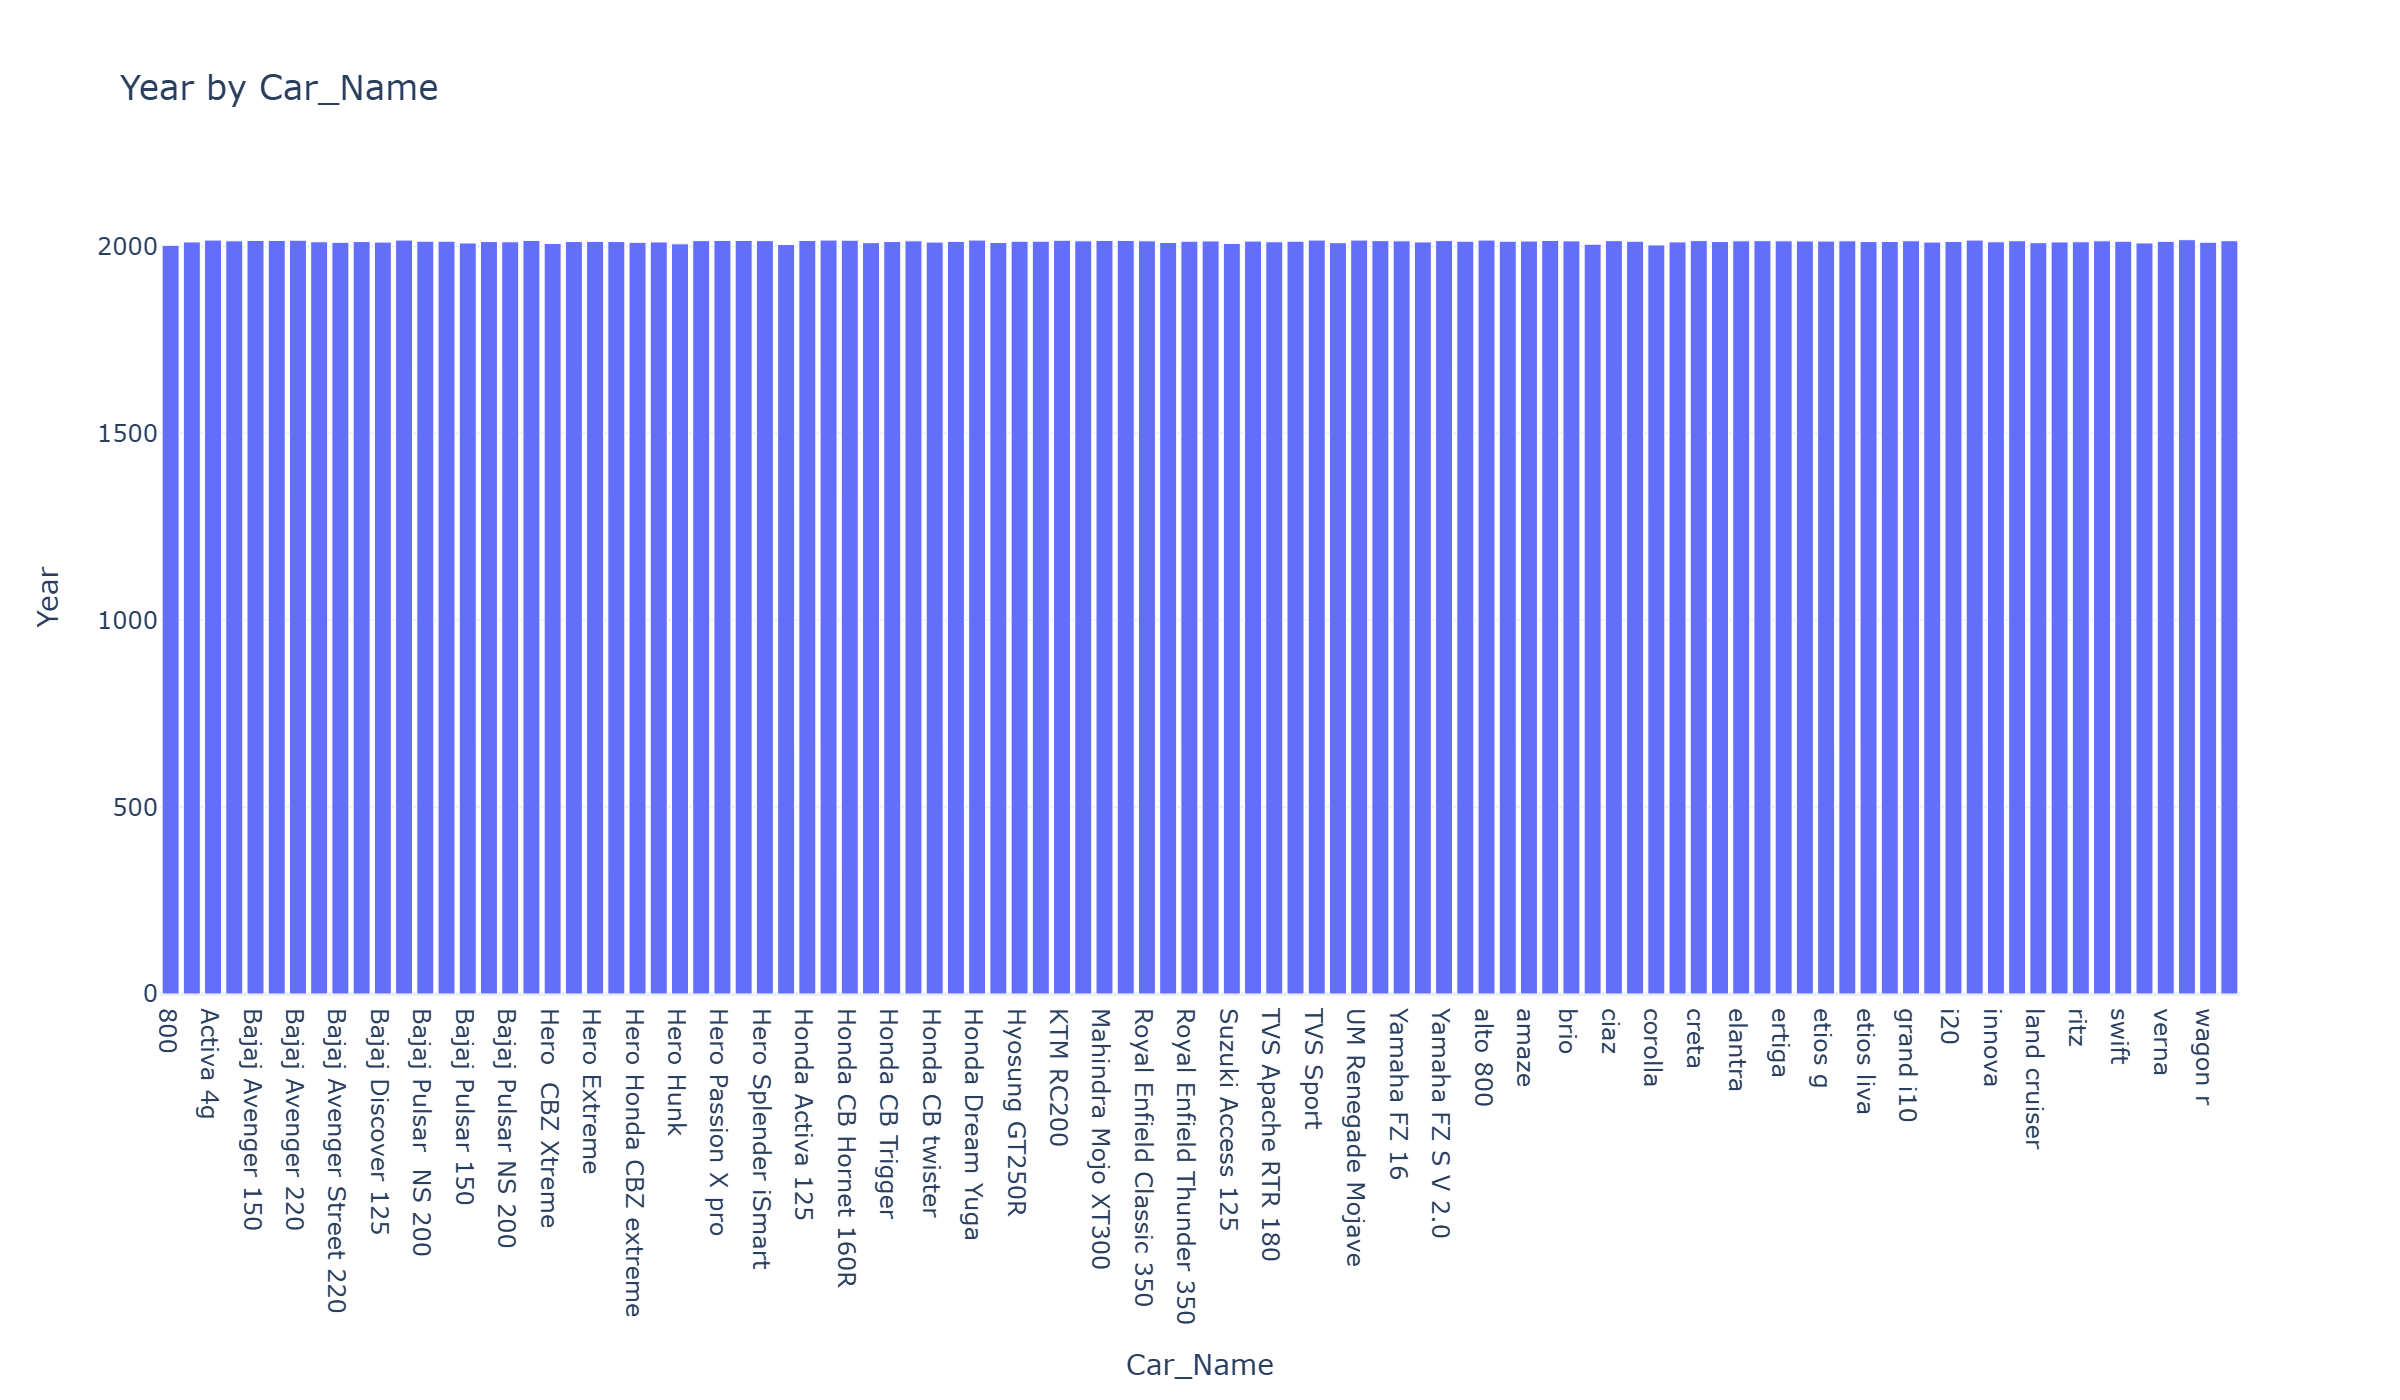 Year by Car_Name
2000
1500
1000
500
0
Year
800
Activa 4g
Bajaj Avenger 150
Bajaj Avenger 220
Bajaj Avenger Street 220
Bajaj Discover 125
Bajaj Pulsar  NS 200
Bajaj Pulsar 150
Bajaj Pulsar NS 200
Hero  CBZ Xtreme
Hero Extreme
Hero Honda CBZ extreme
Hero Hunk
Hero Passion X pro
Hero Splender iSmart
Honda Activa 125
Honda CB Hornet 160R
Honda CB Trigger
Honda CB twister
Honda Dream Yuga
Hyosung GT250R
KTM RC200
Mahindra Mojo XT300
Royal Enfield Classic 350
Royal Enfield Thunder 350
Suzuki Access 125
TVS Apache RTR 180
TVS Sport
UM Renegade Mojave
Yamaha FZ 16
Yamaha FZ S V 2.0
alto 800
amaze
brio
ciaz
corolla
creta
elantra
ertiga
etios g
etios liva
grand i10
i20
innova
land cruiser
ritz
swift
verna
wagon r
Car_Name